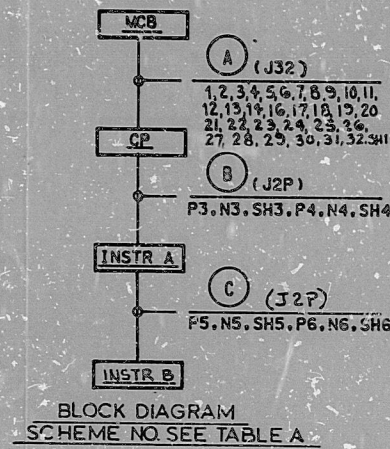 MCB
A (J32)
1,2,3,4,5,6,7,8,9,10,11,
12,13,14,16,17,18,19,20
21,22,23,24,25,26,
27,28,29,30,31,32.SH1
CP
B (J2P)
P3.N3.SH3.P4.N4.SH4
INSTR A
C (J2P)
P5.N5.SH5.P6.N6.SH6
INSTR B
BLOCK DIAGRAM
SCHEME NO. SEE TABLE A